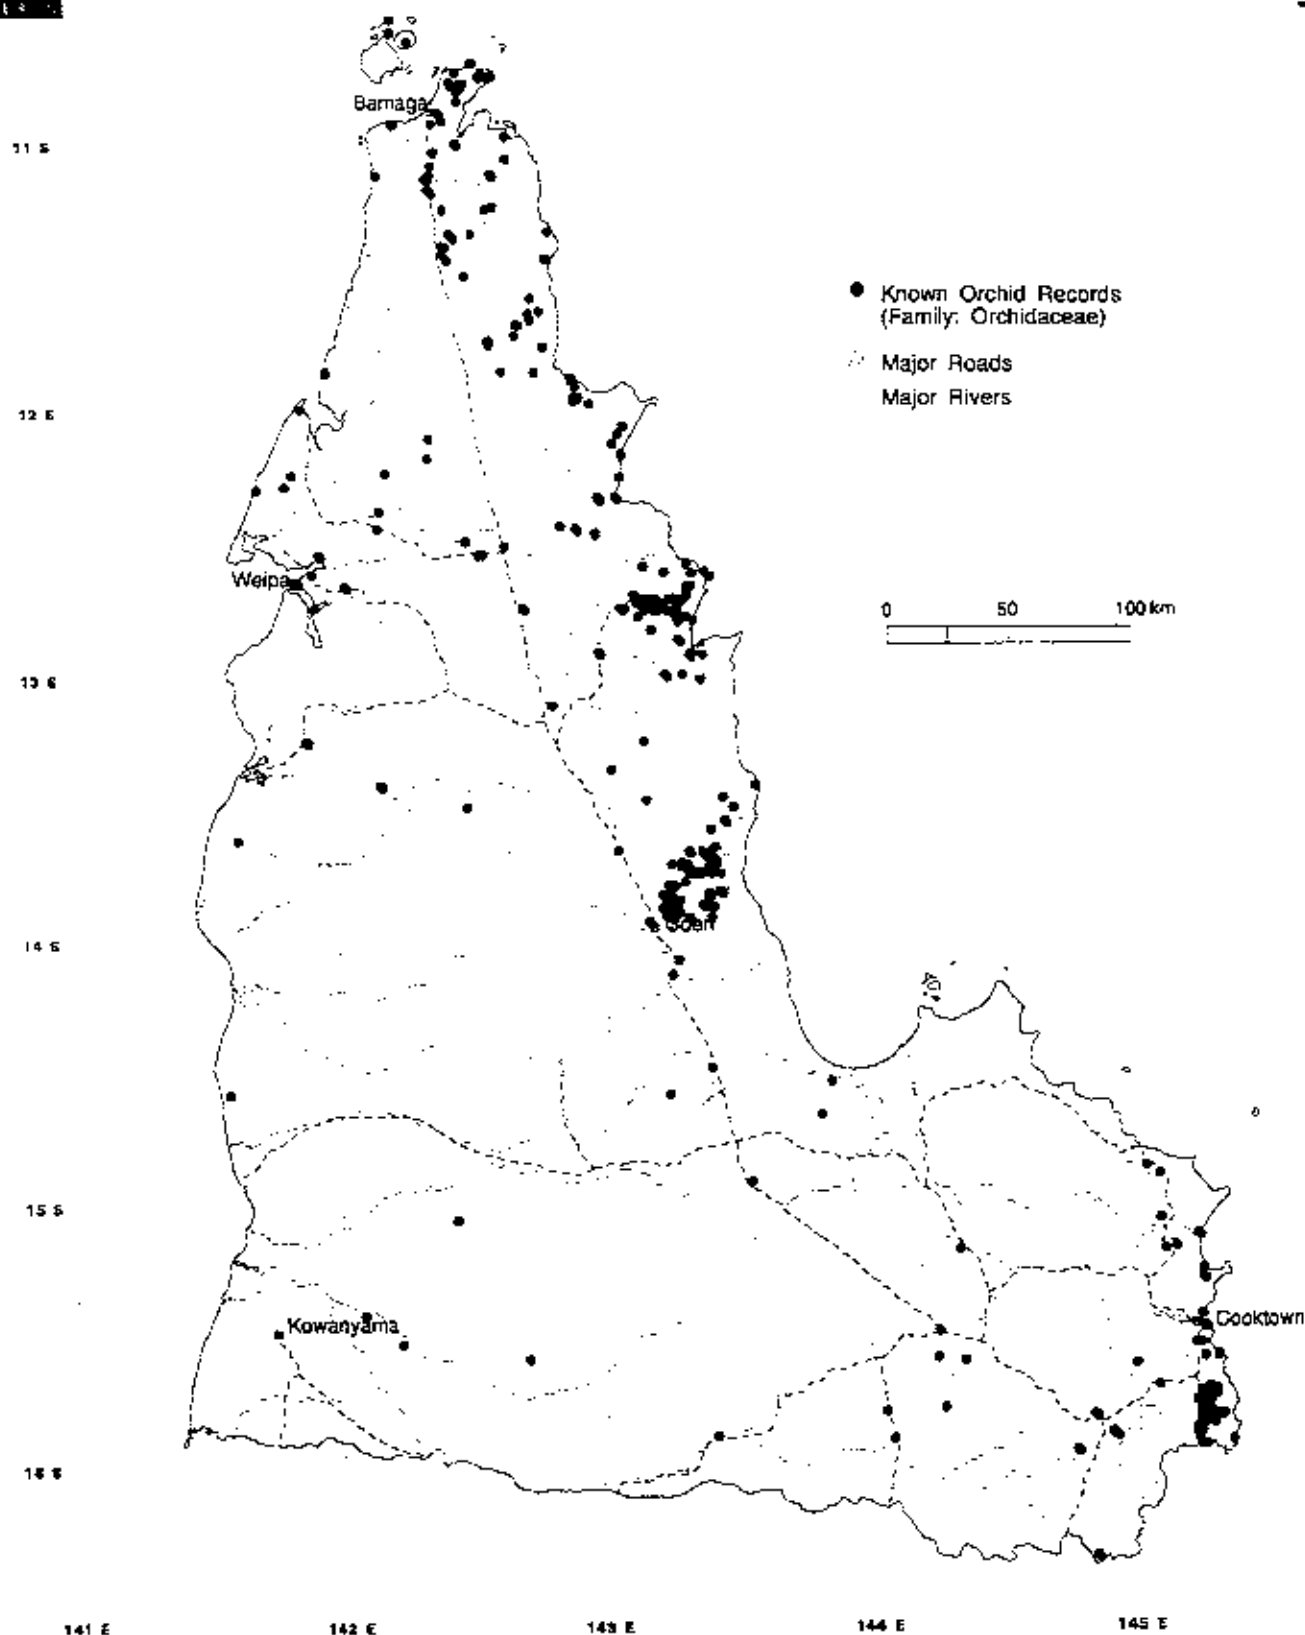 Bamaga
11 S
Known Orchid Records
(Family: Orchidaceae)
Major Roads
Major Rivers
12 S
Weipa
0 50 100 km
13 S
Coen
14 S
15 S
Kowanyama
Cooktown
16 S
141 E 142 E 143 E 144 E 145 E